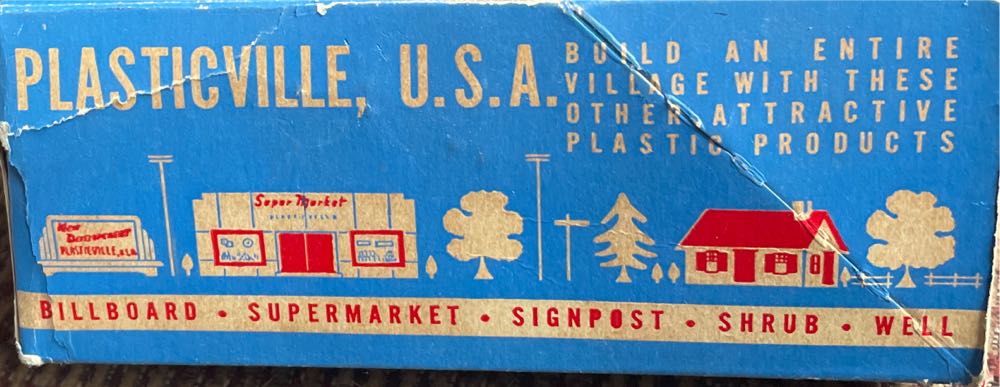 PLASTICVILLE, U.S.A.
BUILD AN ENTIRE
VILLAGE WITH THESE
OTHER ATTRACTIVE
PLASTIC PRODUCTS
Super Market
PLASTICVILLE
PLASTICVILLE, U.S.A.
BILLBOARD • SUPERMARKET • SIGNPOST • SHRUB • WELL